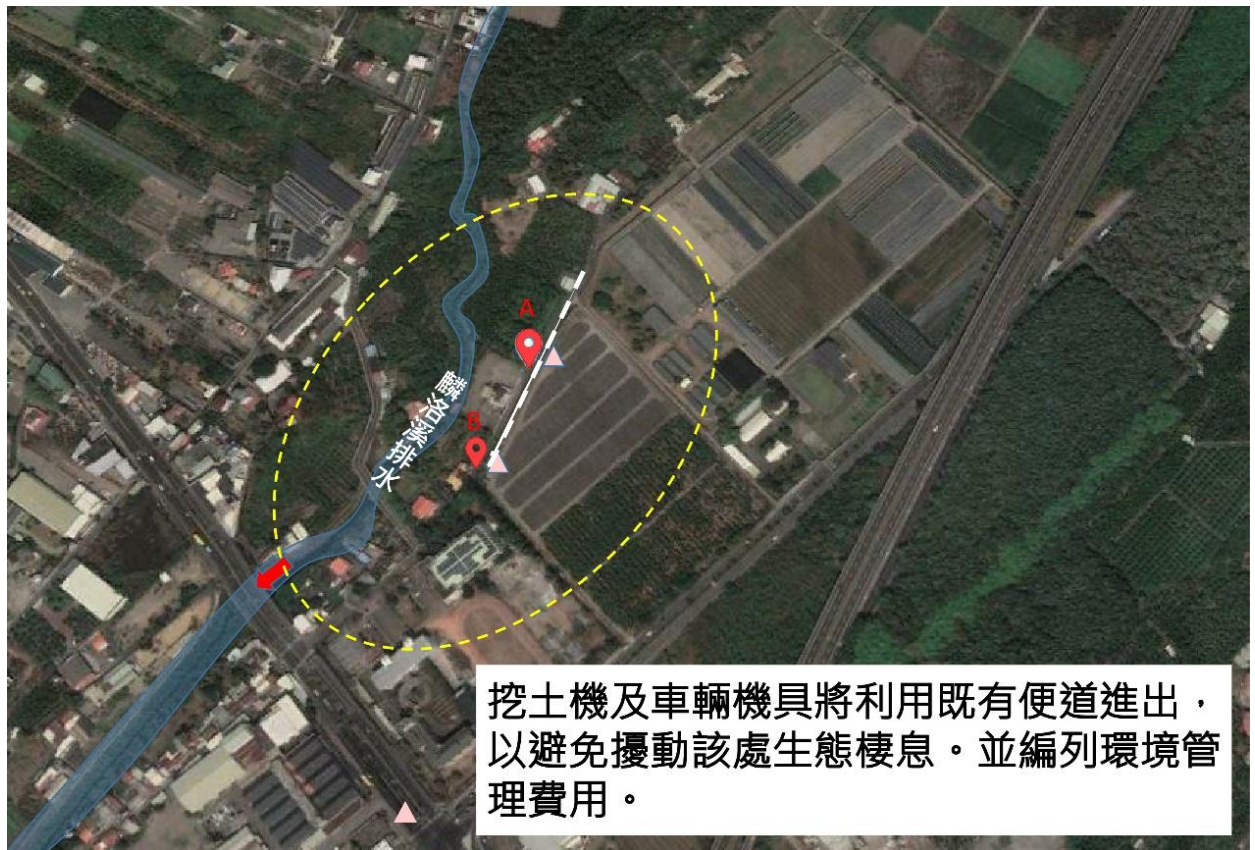 A
B
麟洛溪排水
挖土機及車輛機具將利用既有便道進出，
以避免擾動該處生態棲息。並編列環境管
理費用。